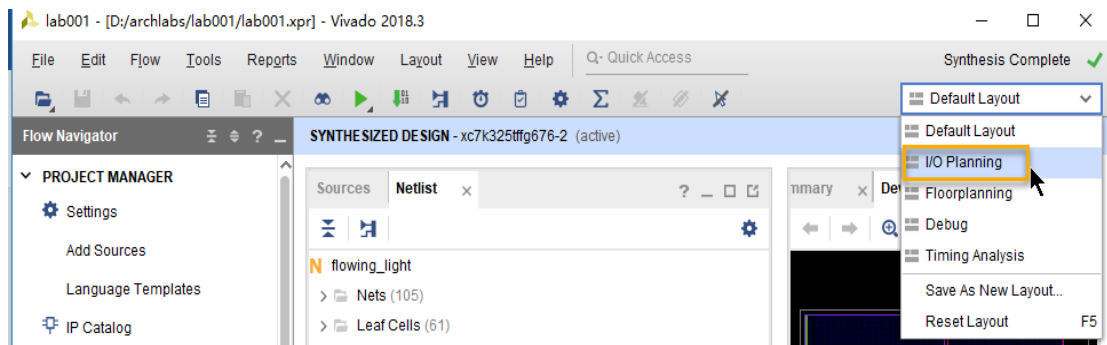 lab001 - [D:/archlabs/lab001/lab001.xpr] - Vivado 2018.3
File Edit Flow Tools Reports Window Layout View Help Q- Quick Access Synthesis Complete
Default Layout
Flow Navigator ? SYNTHESIZED DESIGN - xc7k325tffg676-2 (active)
Default Layout
I/O Planning
Floorplanning
Debug
Timing Analysis
Save As New Layout...
Reset Layout F5
PROJECT MANAGER
Settings
Add Sources
Language Templates
IP Catalog
Sources Netlist ?
N flowing_light
Nets (105)
Leaf Cells (61)